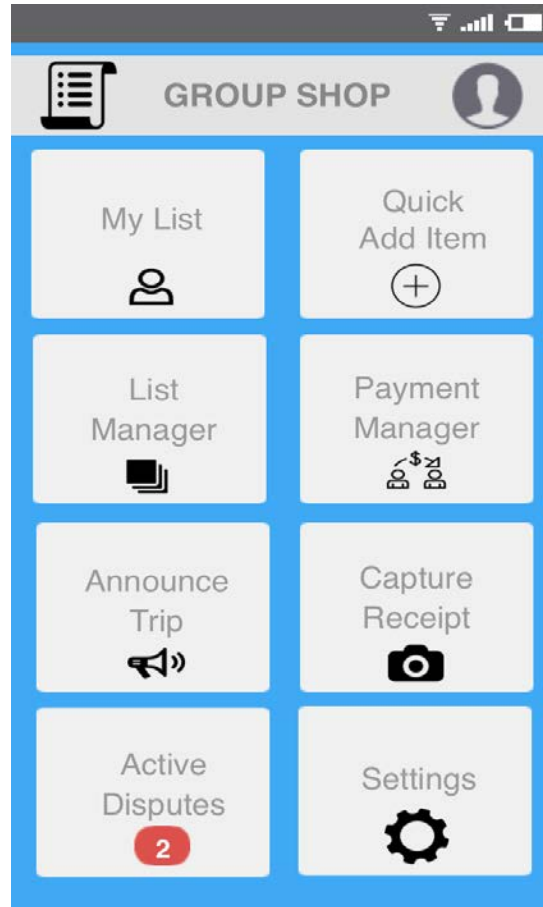 GROUP SHOP
My List
Quick
Add Item
List
Manager
Payment
Manager
$
Announce
Trip
Capture
Receipt
Active
Disputes
2
Settings